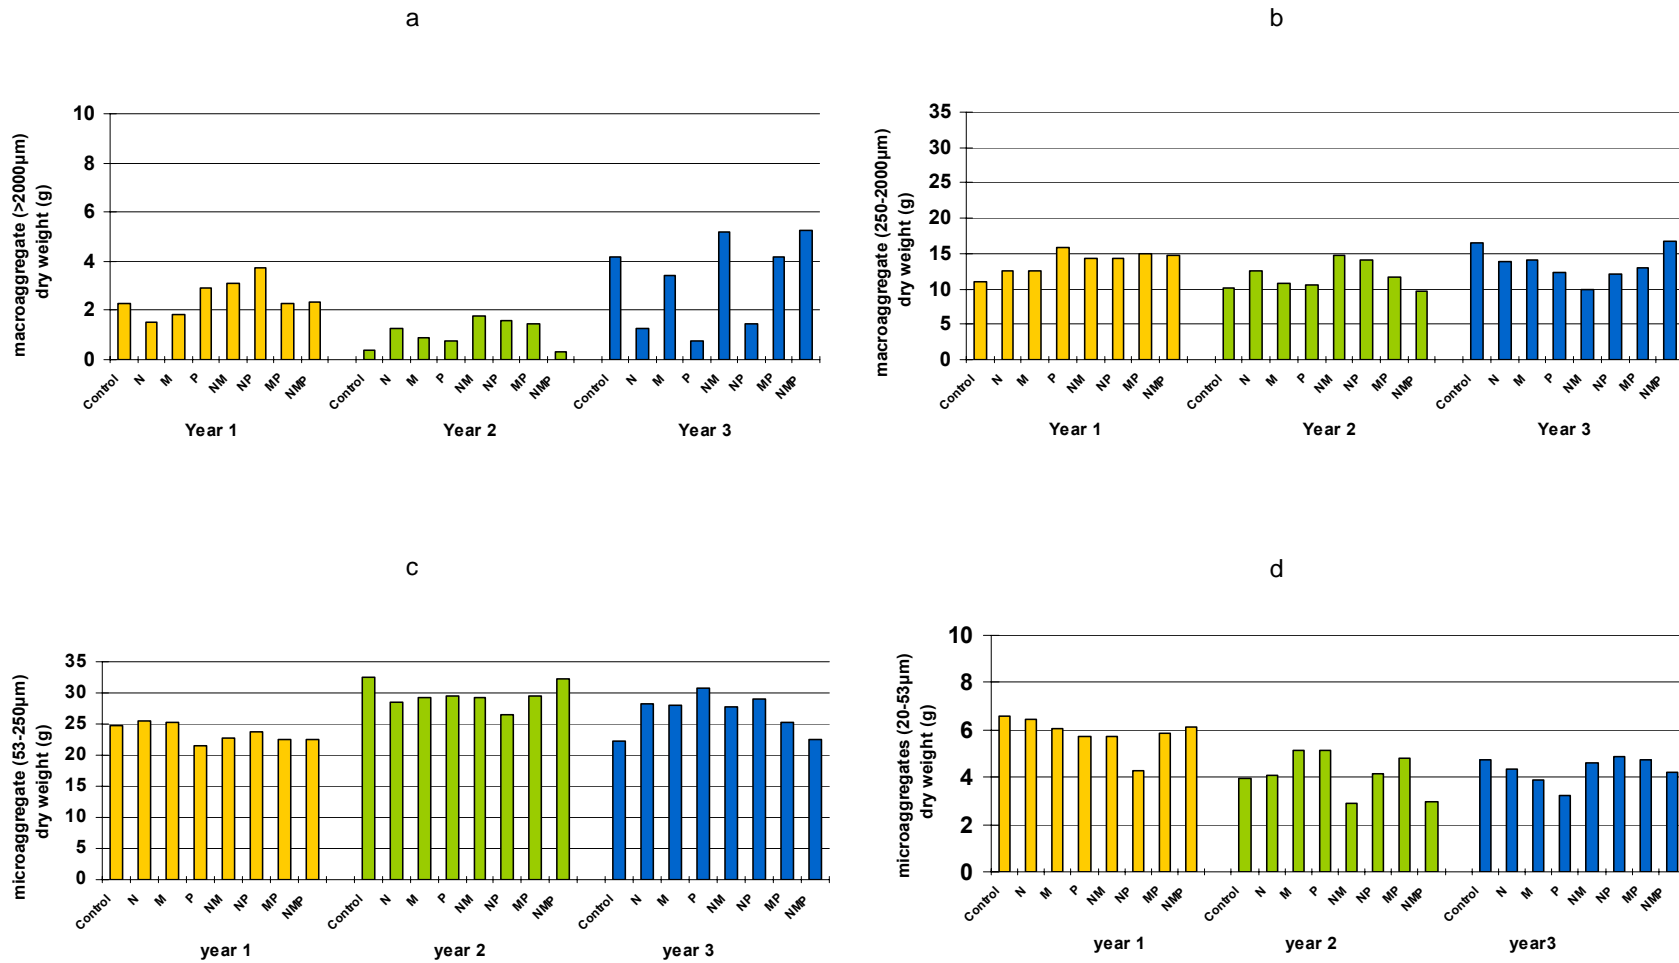 a
macroaggregate (>2000µm)
dry weight (g)
10
8
6
4
2
0
Control N M P NM NP MP NMP Control N M P NM NP MP NMP Control N M P NM NP MP NMP
Year 1 Year 2 Year 3
b
macroaggregate (250-2000µm)
dry weight (g)
35
30
25
20
15
10
5
0
Control N M P NM NP MP NMP Control N M P NM NP MP NMP Control N M P NM NP MP NMP
Year 1 Year 2 Year 3
c
microaggregate (53-250µm)
dry weight (g)
35
30
25
20
15
10
5
0
Control N M P NM NP MP NMP Control N M P NM NP MP NMP Control N M P NM NP MP NMP
year 1 year 2 year 3
d
microaggregates (20-53µm)
dry weight (g)
10
8
6
4
2
0
Control N M P NM NP MP NMP Control N M P NM NP MP NMP Control N M P NM NP MP NMP
year 1 year 2 year3